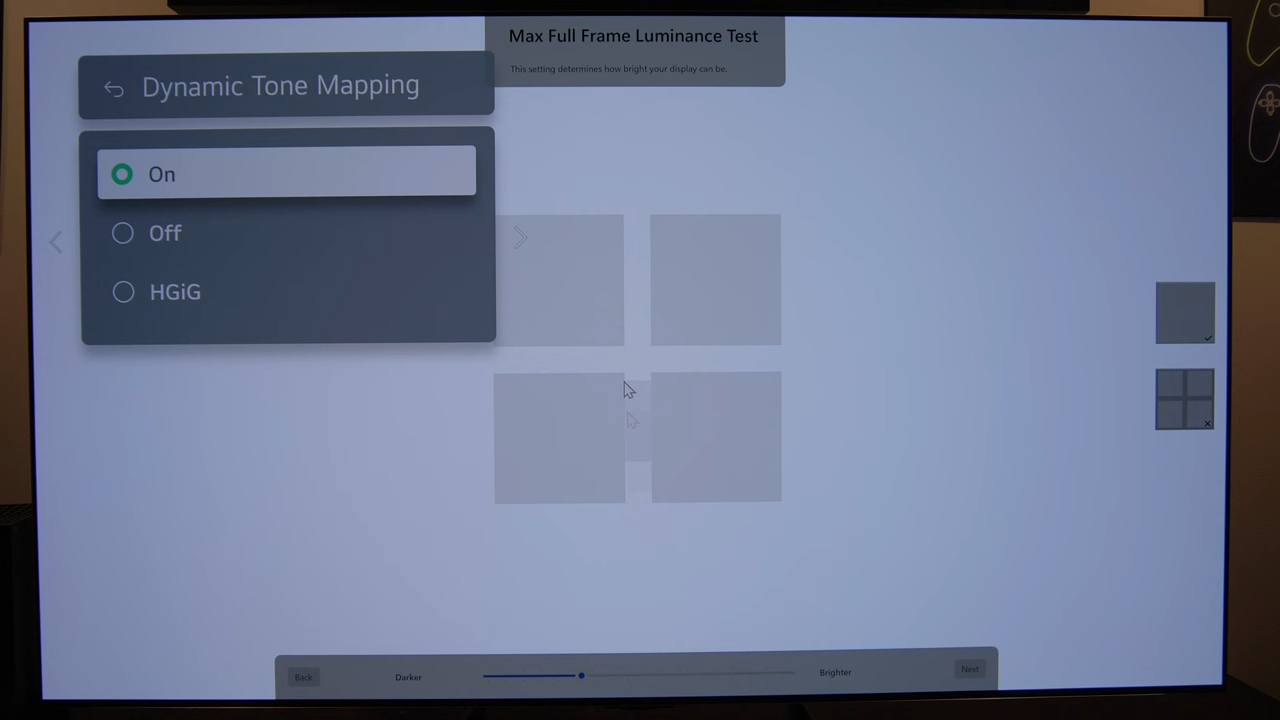 Max Full Frame Luminance Test
This setting determines how bright your display can be.
Dynamic Tone Mapping
On
Off
HGiG
Back
Darker
Brighter
Next